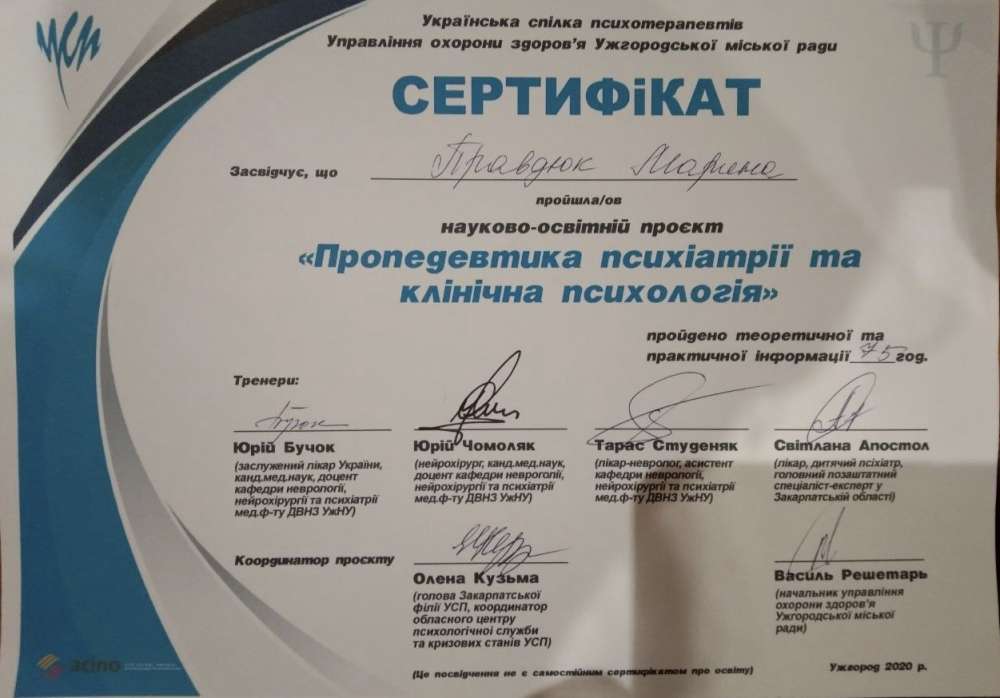 усп
Українська спілка психотерапевтів
Управління охорони здоров'я Ужгородської міської ради
Ψ
СЕРТИФіКАТ
Засвідчує, що Правдюк Марина
пройшла/ов
науково-освітній проєкт
«Пропедевтика психіатрії та
клінічна психологія»
пройдено теоретичної та
практичної інформації 75 год.
Тренери:
Юрій Бучок
(заслужений лікар України,
канд.мед.наук, доцент
кафедри неврології,
нейрохірургії та психіатрії
мед.ф-ту ДВНЗ УжНУ)
Юрій Чомоляк
(нейрохірург, канд.мед.наук,
доцент кафедри неврології,
нейрохірургії та психіатрії
мед.ф-ту ДВНЗ УжНУ)
Тарас Студеняк
(лікар-невролог, асистент
кафедри неврології,
нейрохірургії та психіатрії
мед.ф-ту ДВНЗ УжНУ)
Світлана Апостол
(лікар, дитячий психіатр,
головний позаштатний
спеціаліст-експерт у
Закарпатській області)
Координатор проєкту
Олена Кузьма
(голова Закарпатської
філії УСП, координатор
обласного центру
психологічної служби
та кризових станів УСП)
Василь Решетарь
(начальник управління
охорони здоров'я
Ужгородської міської
ради)
acino
(Це посвідчення не є самостійним сертифікатом про освіту)
Ужгород 2020 р.